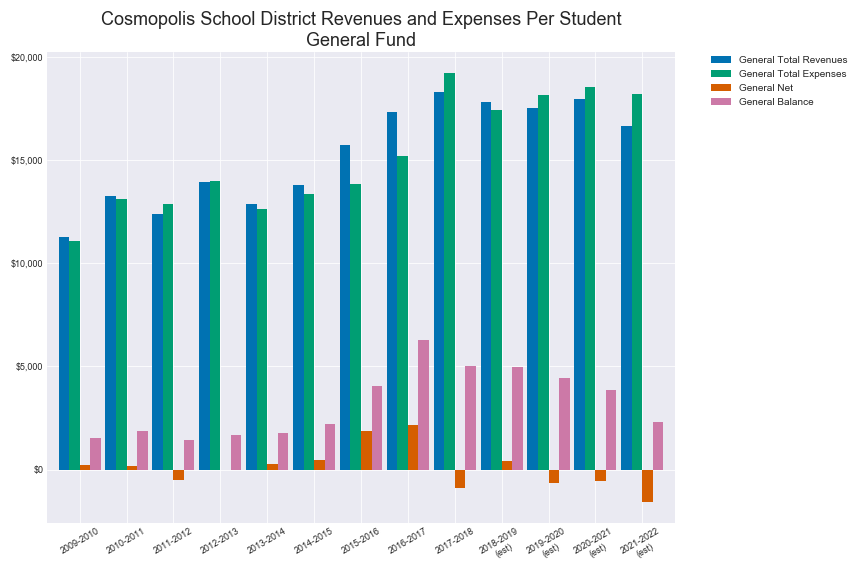 Cosmopolis School District Revenues and Expenses Per Student
General Fund
General Total Revenues
General Total Expenses
General Net
General Balance
$20,000
$15,000
$10,000
$5,000
$0
2009-2010
2010-2011
2011-2012
2012-2013
2013-2014
2014-2015
2015-2016
2016-2017
2017-2018
2018-2019
(est)
2019-2020
(est)
2020-2021
(est)
2021-2022
(est)